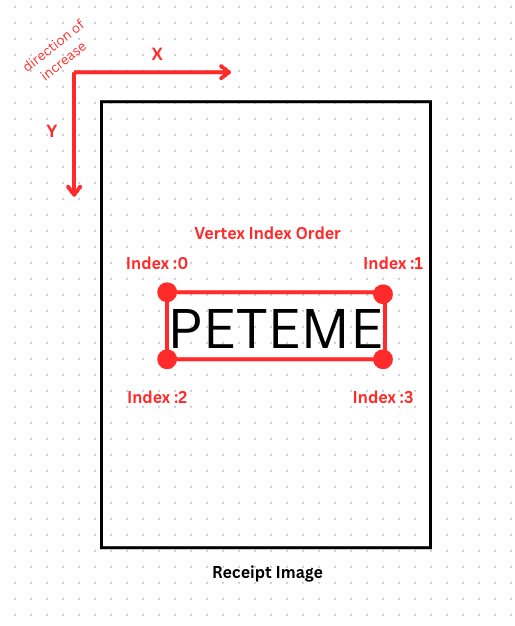 direction of
increase
X
Y
Vertex Index Order
Index :0
Index :1
PETEME
Index :2
Index :3
Receipt Image